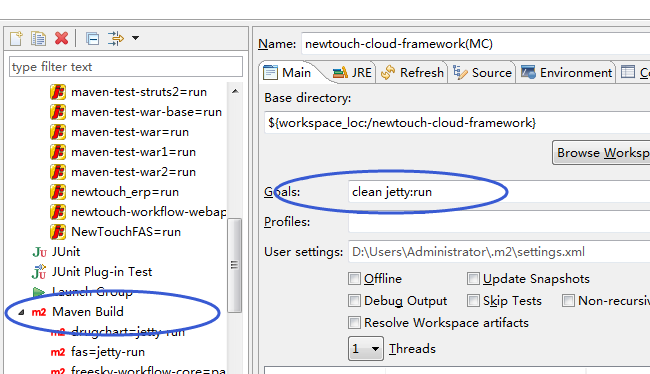 type filter text
maven-test-struts2=run
maven-test-war-base=run
maven-test-war=run
maven-test-war1=run
maven-test-war2=run
newtouch_erp=run
newtouch-workflow-webap
NewTouchFAS=run
JUnit
JUnit Plug-in Test
Launch Group
Maven Build
drugchart=jetty-run
fas=jetty-run
freesky-workflow-core=pa
Name: newtouch-cloud-framework(MC)
Main JRE Refresh Source Environment Co
Base directory:
${workspace_loc:/newtouch-cloud-framework}
Browse Workspa
Goals: clean jetty:run
Profiles:
User settings: D:\Users\Administrator\.m2\settings.xml
Offline Update Snapshots
Debug Output Skip Tests Non-recursiv
Resolve Workspace artifacts
1 Threads